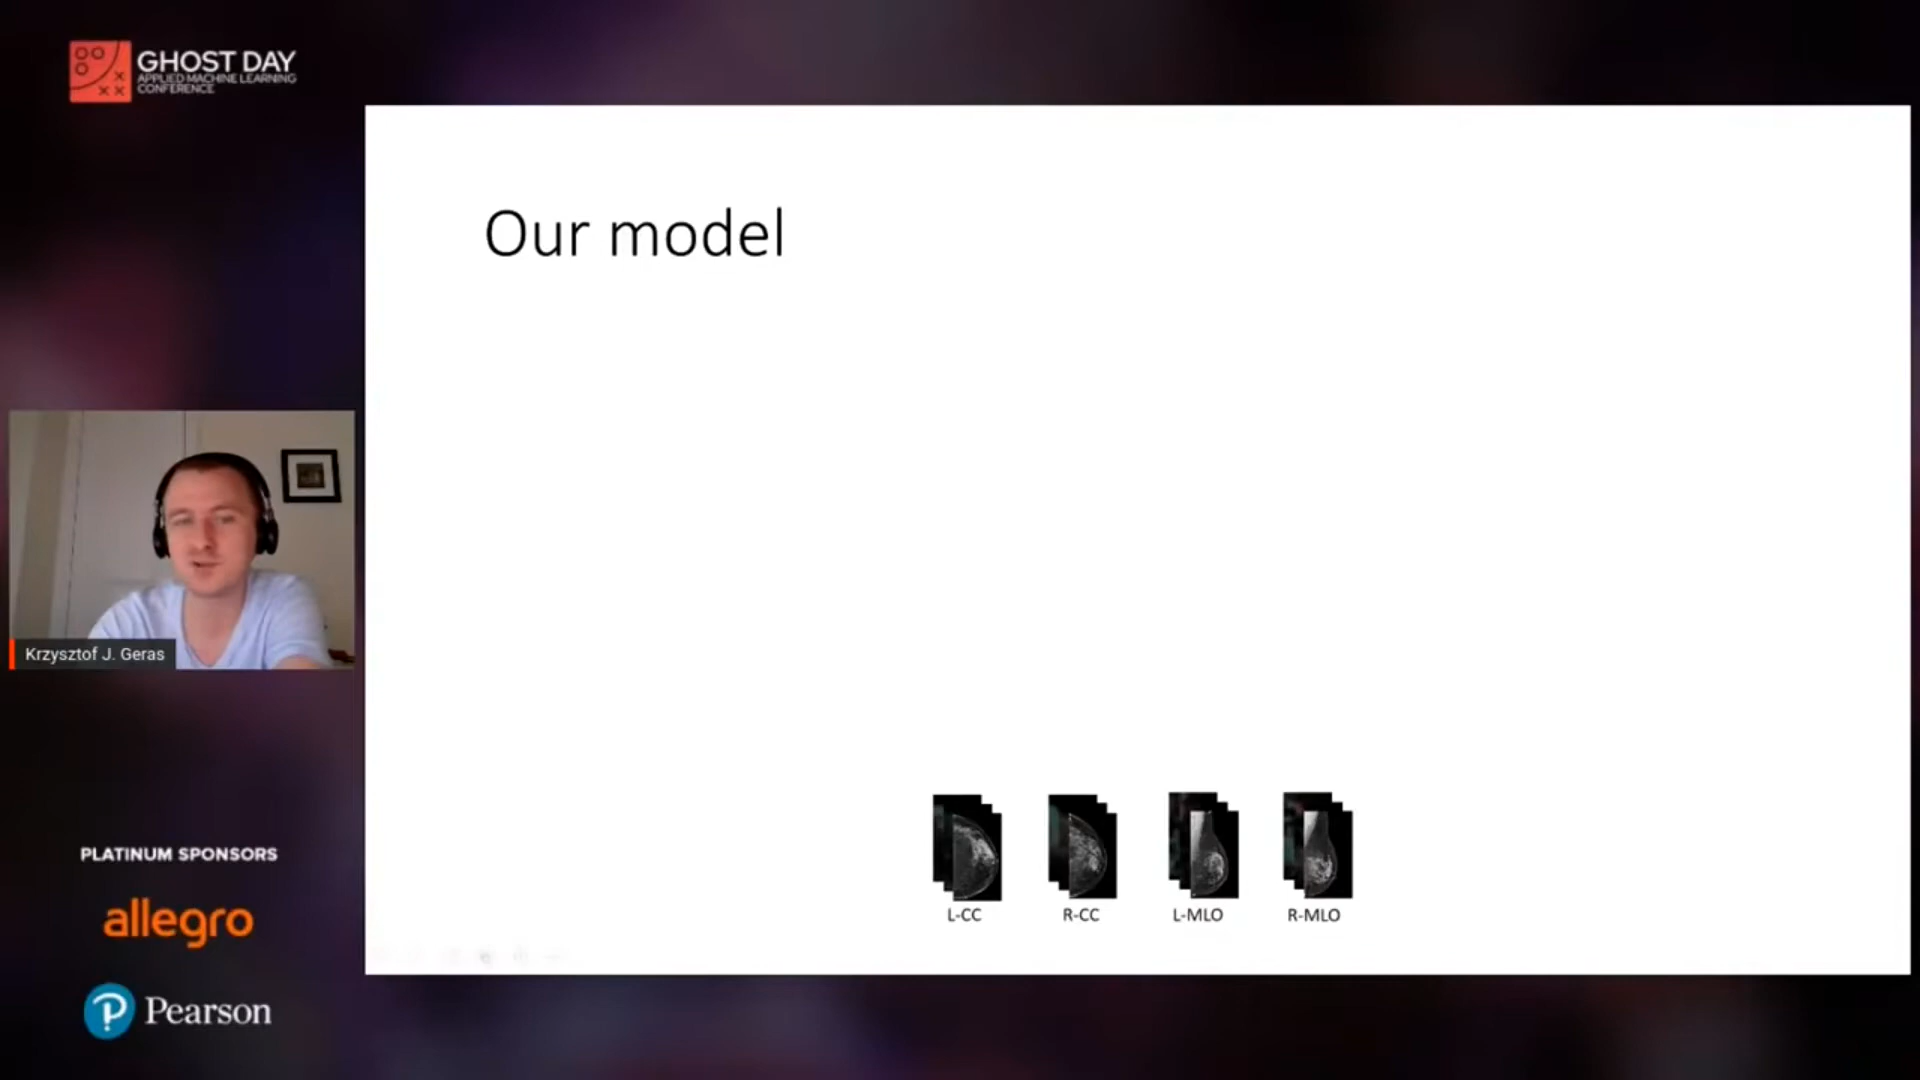 GHOST DAY
APPLIED MACHINE LEARNING
CONFERENCE
Our model
Krzysztof J. Geras
L-CC
R-CC
L-MLO
R-MLO
PLATINUM SPONSORS
allegro
Pearson